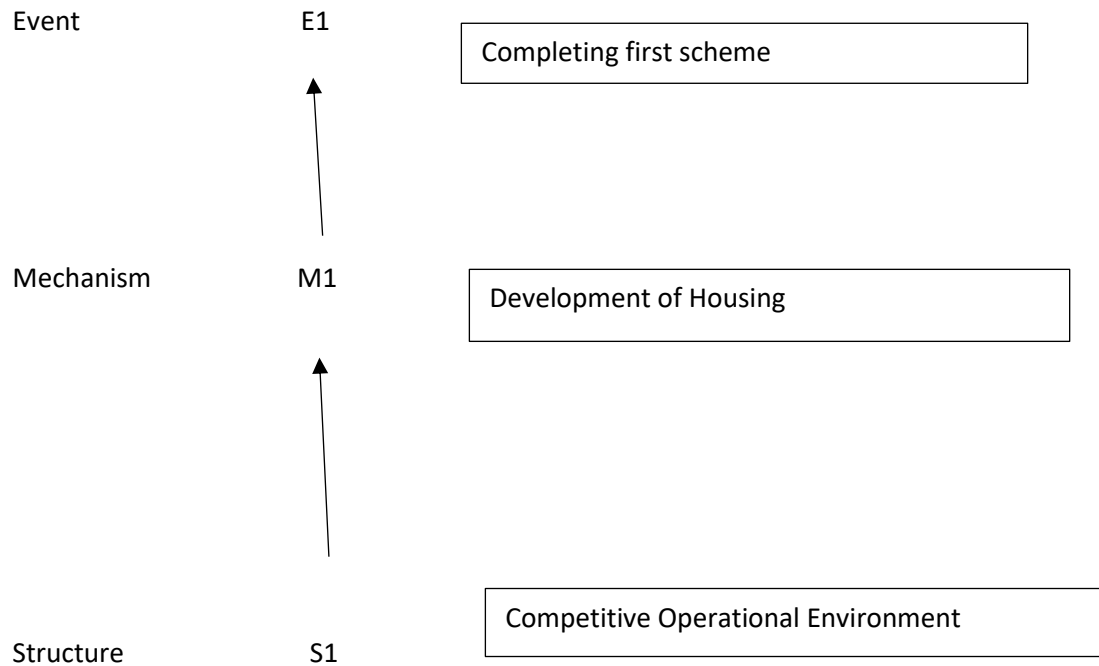 Event E1 Completing first scheme
Mechanism M1 Development of Housing
Competitive Operational Environment
Structure S1